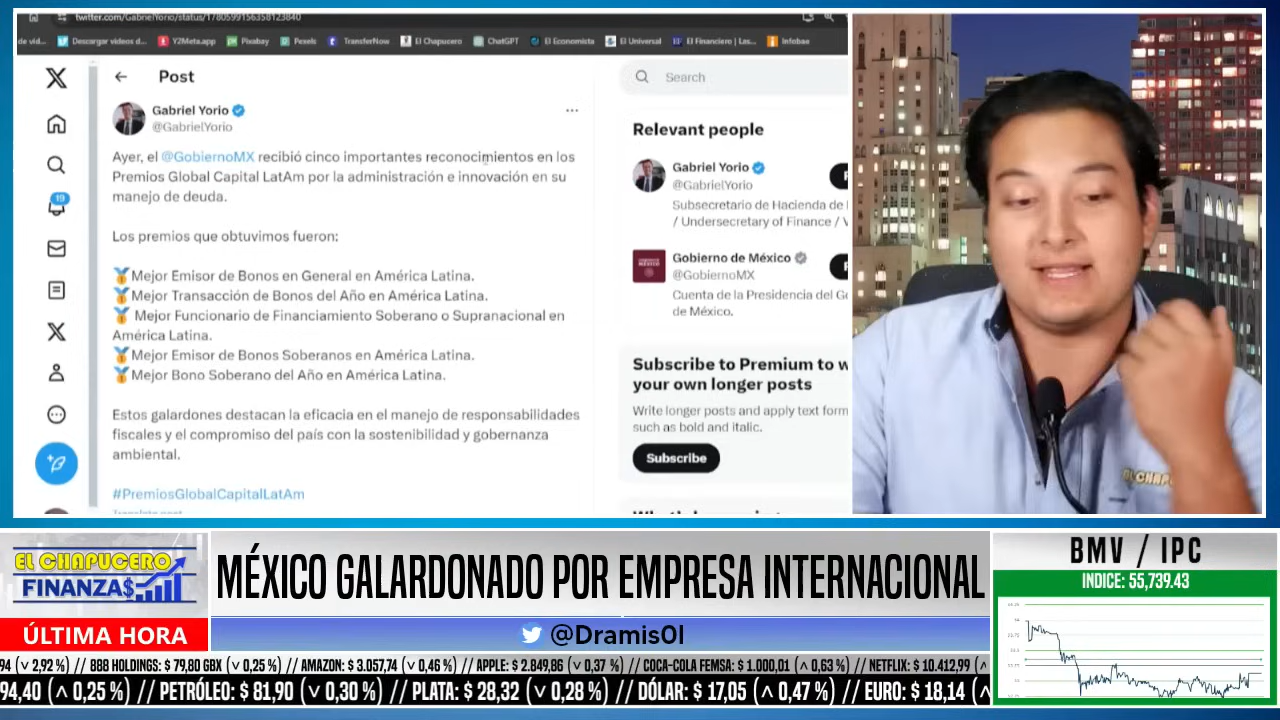 twitter.com/GabrielYorio/status/1780599156358123840
de vid... Descargar videos d... Y2Meta.app Pixabay Pexels TransferNow El Chapucero ChatGPT El Economista El Universal El Financiero | Las... Infobae
Post
Search
Gabriel Yorio
@GabrielYorio
Ayer, el @GobiernoMX recibió cinco importantes reconocimientos en los
Premios Global Capital LatAm por la administración e innovación en su
manejo de deuda.
Los premios que obtuvimos fueron:
Mejor Emisor de Bonos en General en América Latina.
Mejor Transacción de Bonos del Año en América Latina.
Mejor Funcionario de Financiamiento Soberano o Supranacional en
América Latina.
Mejor Emisor de Bonos Soberanos en América Latina.
Mejor Bono Soberano del Año en América Latina.
Estos galardones destacan la eficacia en el manejo de responsabilidades
fiscales y el compromiso del país con la sostenibilidad y gobernanza
ambiental.
#PremiosGlobalCapitalLatAm
Translate post
19
Relevant people
Gabriel Yorio
@GabrielYorio
Subsecretario de Hacienda de
/ Undersecretary of Finance /
Gobierno de México
@GobiernoMX
Cuenta de la Presidencia del
de México.
Subscribe to Premium to
your own longer posts
Write longer posts and apply text
such as bold and italic.
Subscribe
EL CHAPUCERO
FINANZA$
ÚLTIMA HORA
MÉXICO GALARDONADO POR EMPRESA INTERNACIONAL
@DramisOl
BMV / IPC
INDICE: 55,739.43
94 (˅ 2,92 %) // 888 HOLDINGS: $ 79,80 GBX (˅ 0,25 %) // AMAZON: $ 3.057,74 (˅ 0,46 %) // APPLE: $ 2.849,86 (˅ 0,37 %) // COCA-COLA FEMSA: $ 1.000,01 (˅ 0,63 %) // NETFLIX: $ 10.412,99 (˄
94,40 (˄ 0,25 %) // PETRÓLEO: $ 81,90 (˅ 0,30 %) // PLATA: $ 28,32 (˅ 0,28 %) // DÓLAR: $ 17,05 (˄ 0,47 %) // EURO: $ 18,14 (˄